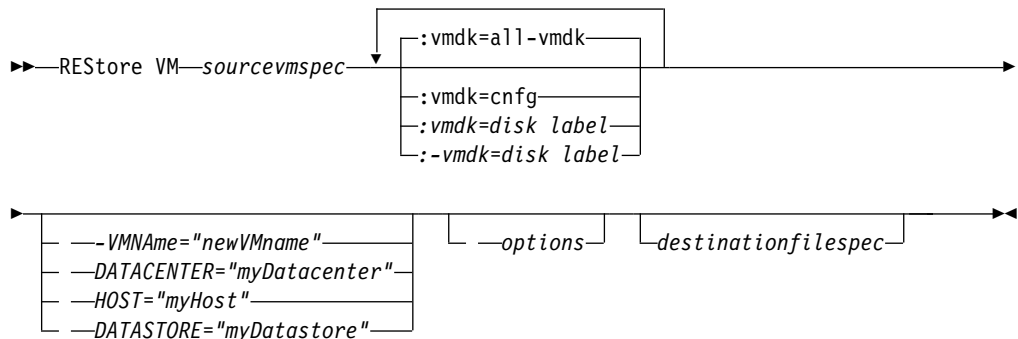 :vmdk=all-vmdk
REStore VM sourcevmspec
:vmdk=cnfg
:vmdk=disk label
:-vmdk=disk label
-VMNAme="newVMname"
DATACENTER="myDatacenter"
HOST="myHost"
DATASTORE="myDatastore"
options
destinationfilespec